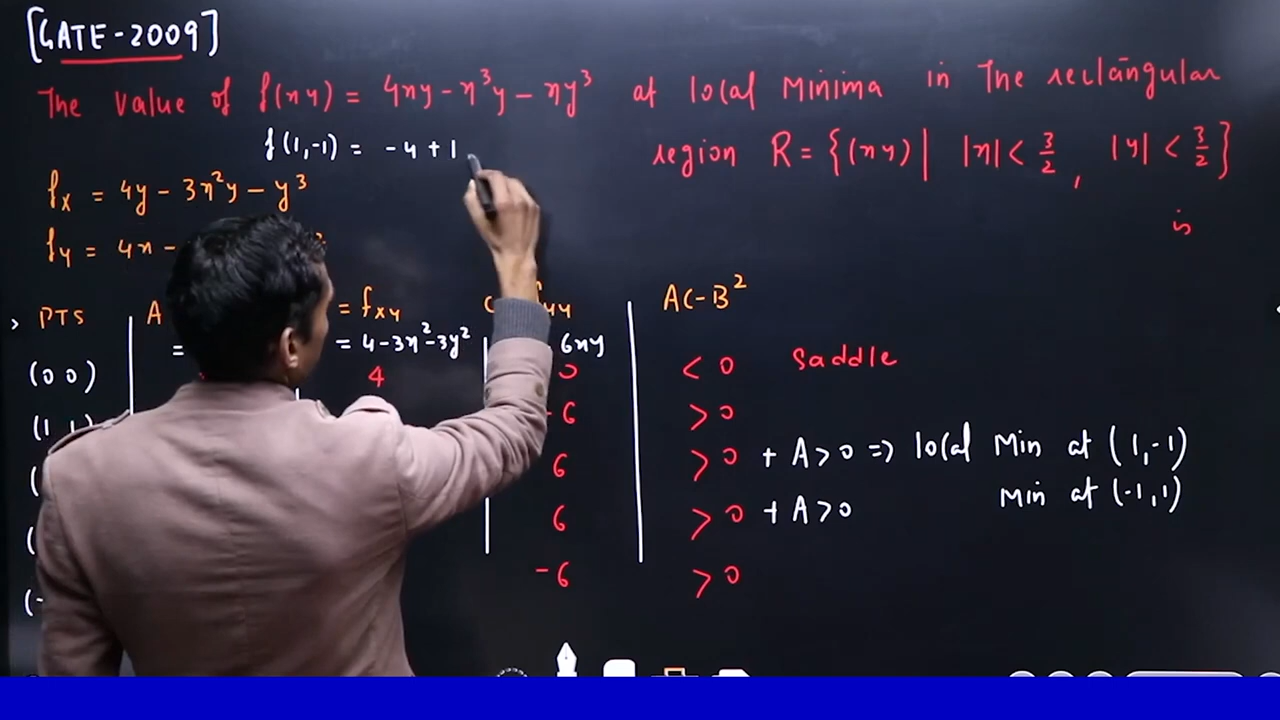 [GATE-2009]
The value of f(xy) = 4xy - x³y - xy³ at local Minima in The rectangular
f(1,-1) = -4 + 1
region R = {(xy) | |x| < 3/2 , |y| < 3/2}
is
fx = 4y - 3x²y - y³
fy = 4x -
PTS A = fxy AC-B²
= = 4-3x²-3y² 6xy
(0 0) 4 0 < 0 Saddle
(1 1) -6 > 0
( 6 > 0 + A > 0 ⇒ local Min at (1,-1)
( 6 > 0 + A > 0 Min at (-1,1)
(- -6 > 0